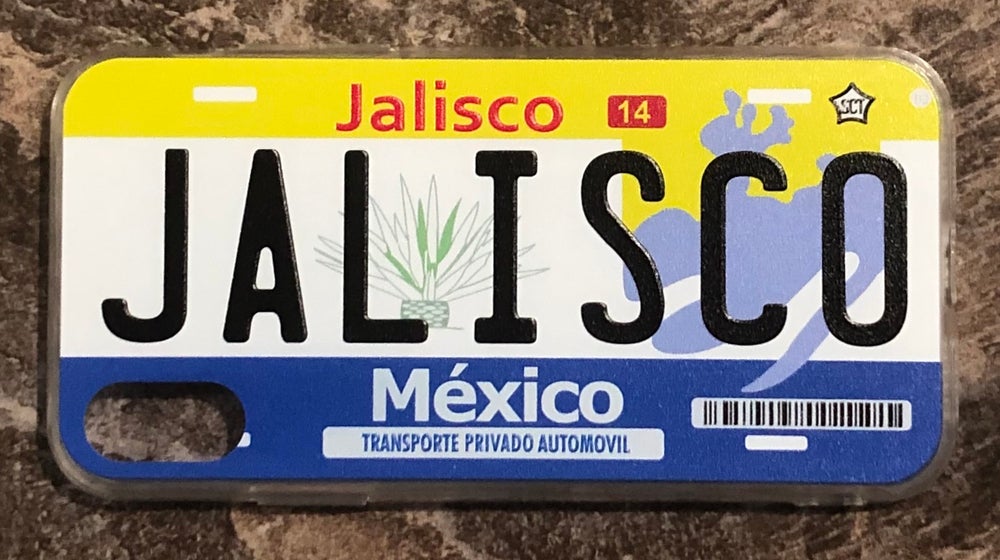 Jalisco 14 SCT
JALISCO
México
TRANSPORTE PRIVADO AUTOMOVIL